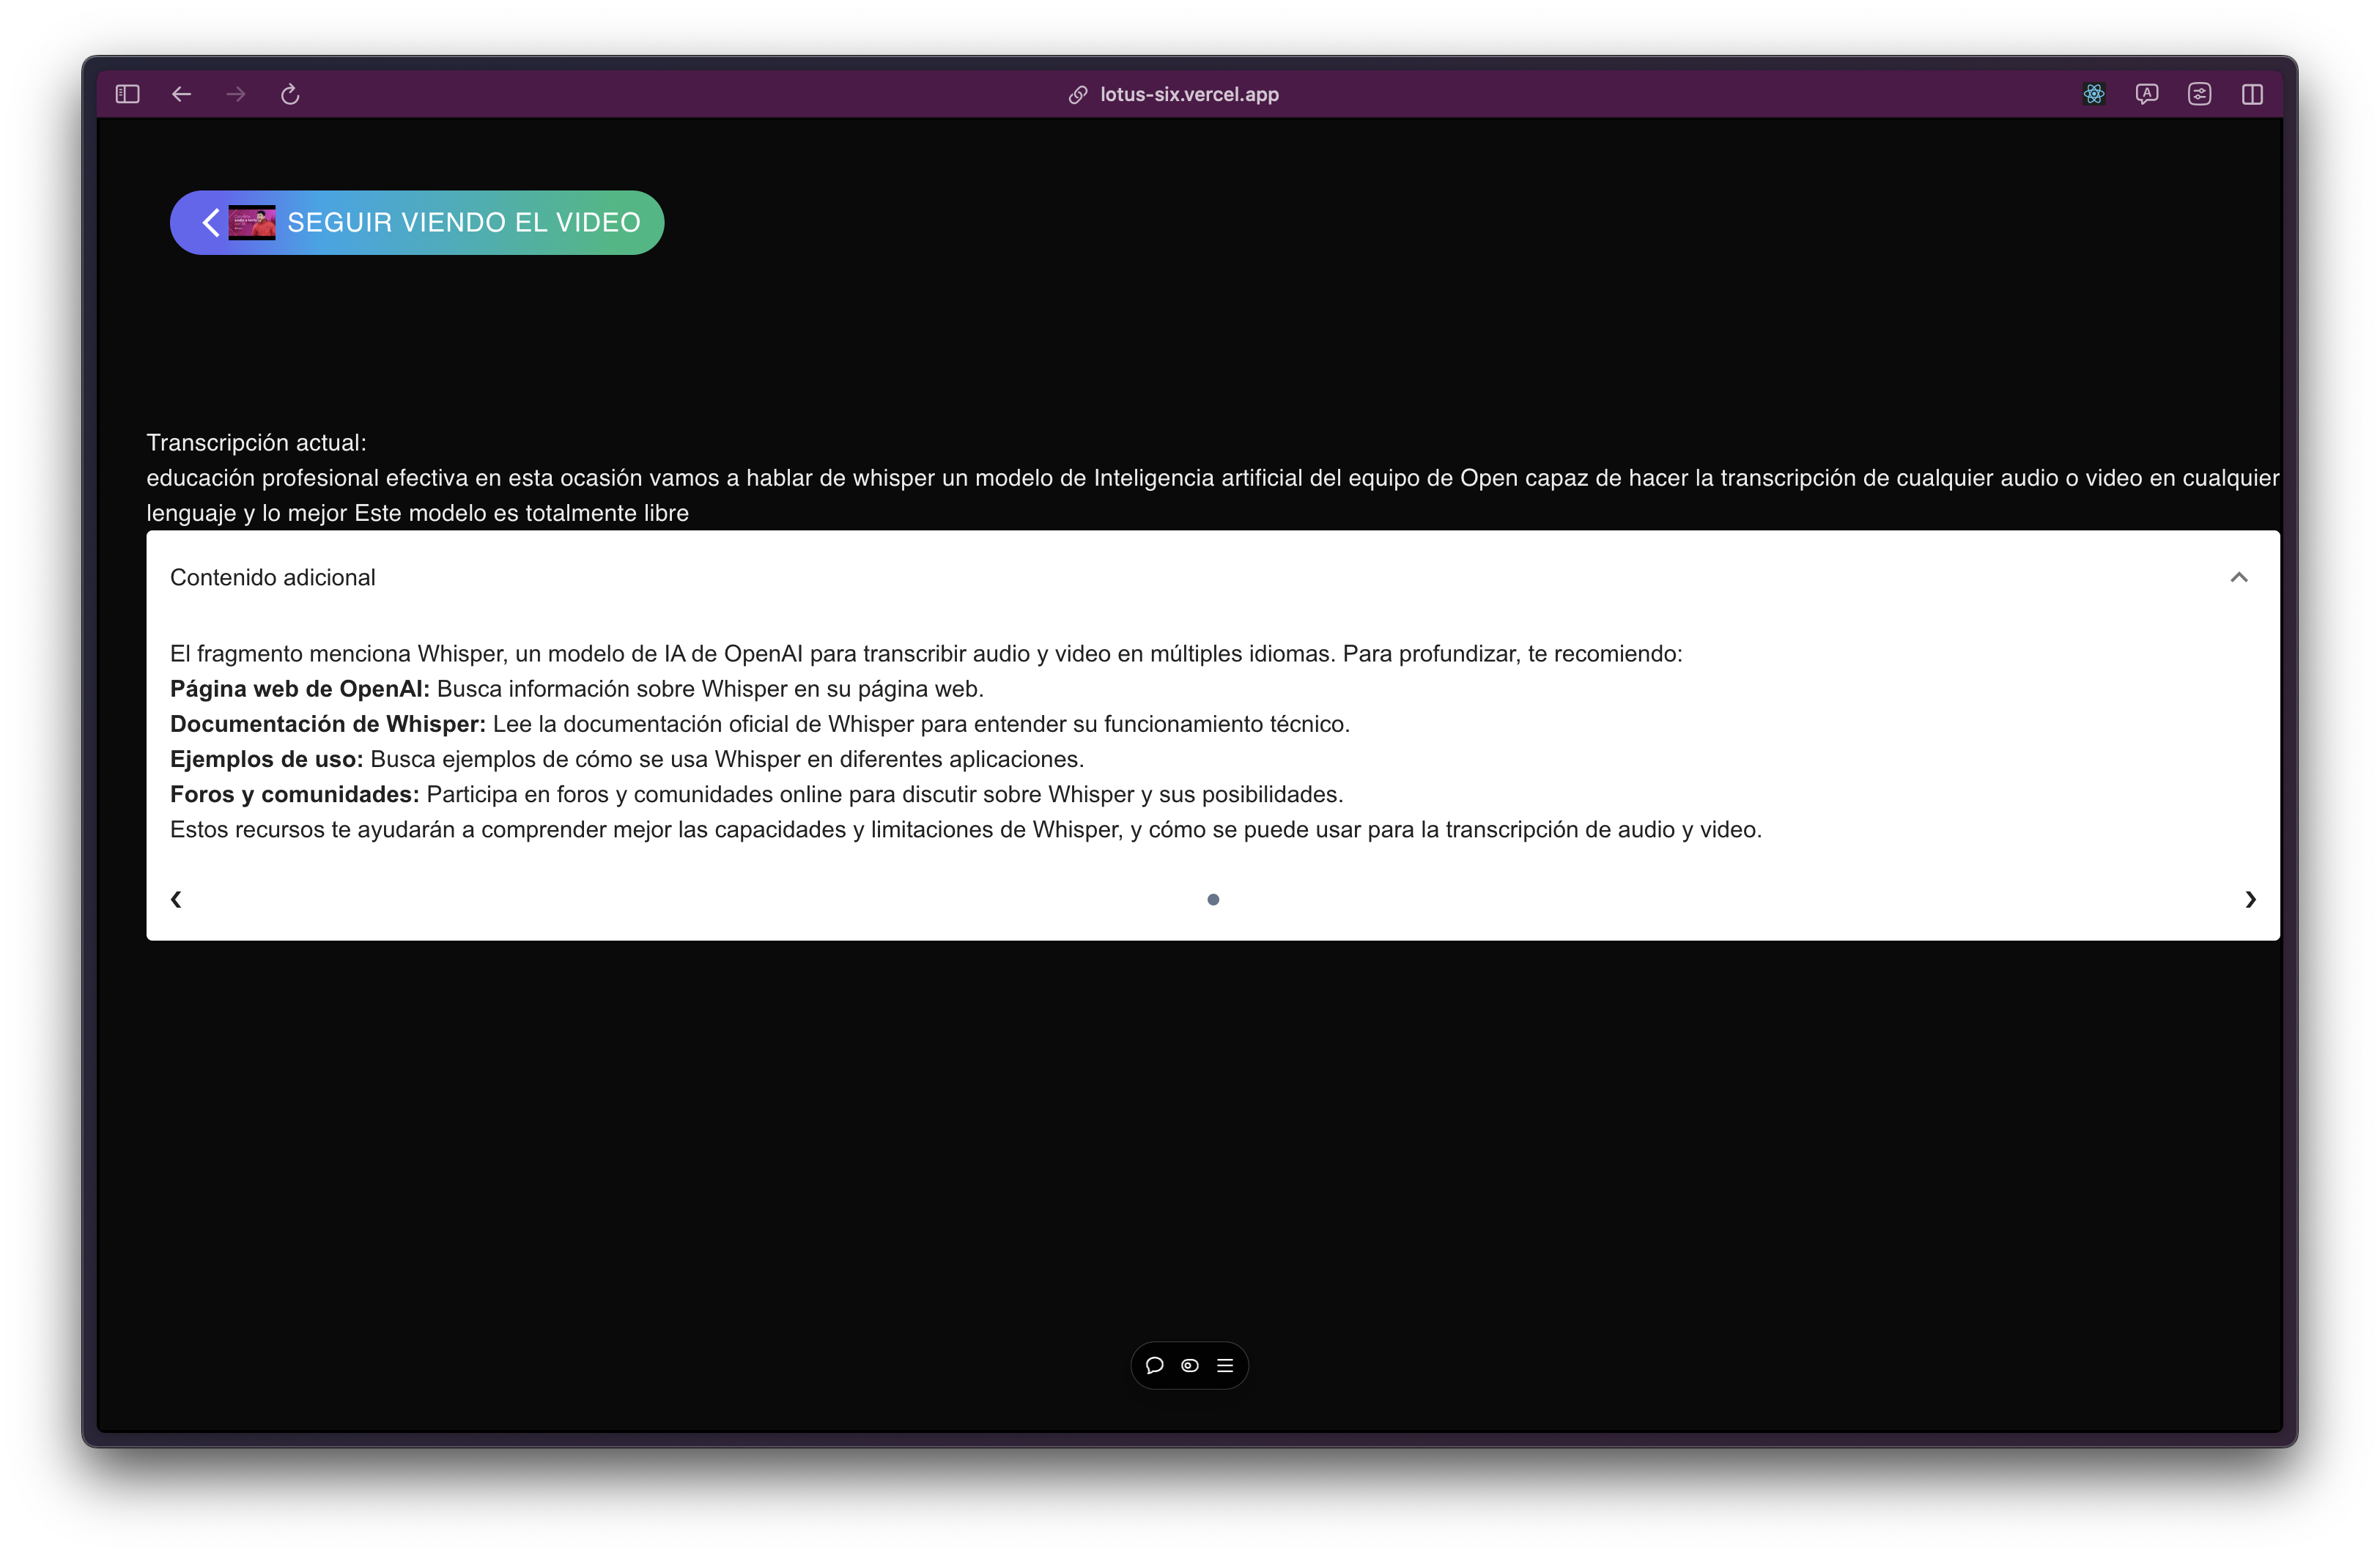 lotus-six.vercel.app
SEGUIR VIENDO EL VIDEO
Transcripción actual:
educación profesional efectiva en esta ocasión vamos a hablar de whisper un modelo de Inteligencia artificial del equipo de Open capaz de hacer la transcripción de cualquier audio o video en cualquier
lenguaje y lo mejor Este modelo es totalmente libre
Contenido adicional
El fragmento menciona Whisper, un modelo de IA de OpenAI para transcribir audio y video en múltiples idiomas. Para profundizar, te recomiendo:
Página web de OpenAI: Busca información sobre Whisper en su página web.
Documentación de Whisper: Lee la documentación oficial de Whisper para entender su funcionamiento técnico.
Ejemplos de uso: Busca ejemplos de cómo se usa Whisper en diferentes aplicaciones.
Foros y comunidades: Participa en foros y comunidades online para discutir sobre Whisper y sus posibilidades.
Estos recursos te ayudarán a comprender mejor las capacidades y limitaciones de Whisper, y cómo se puede usar para la transcripción de audio y video.